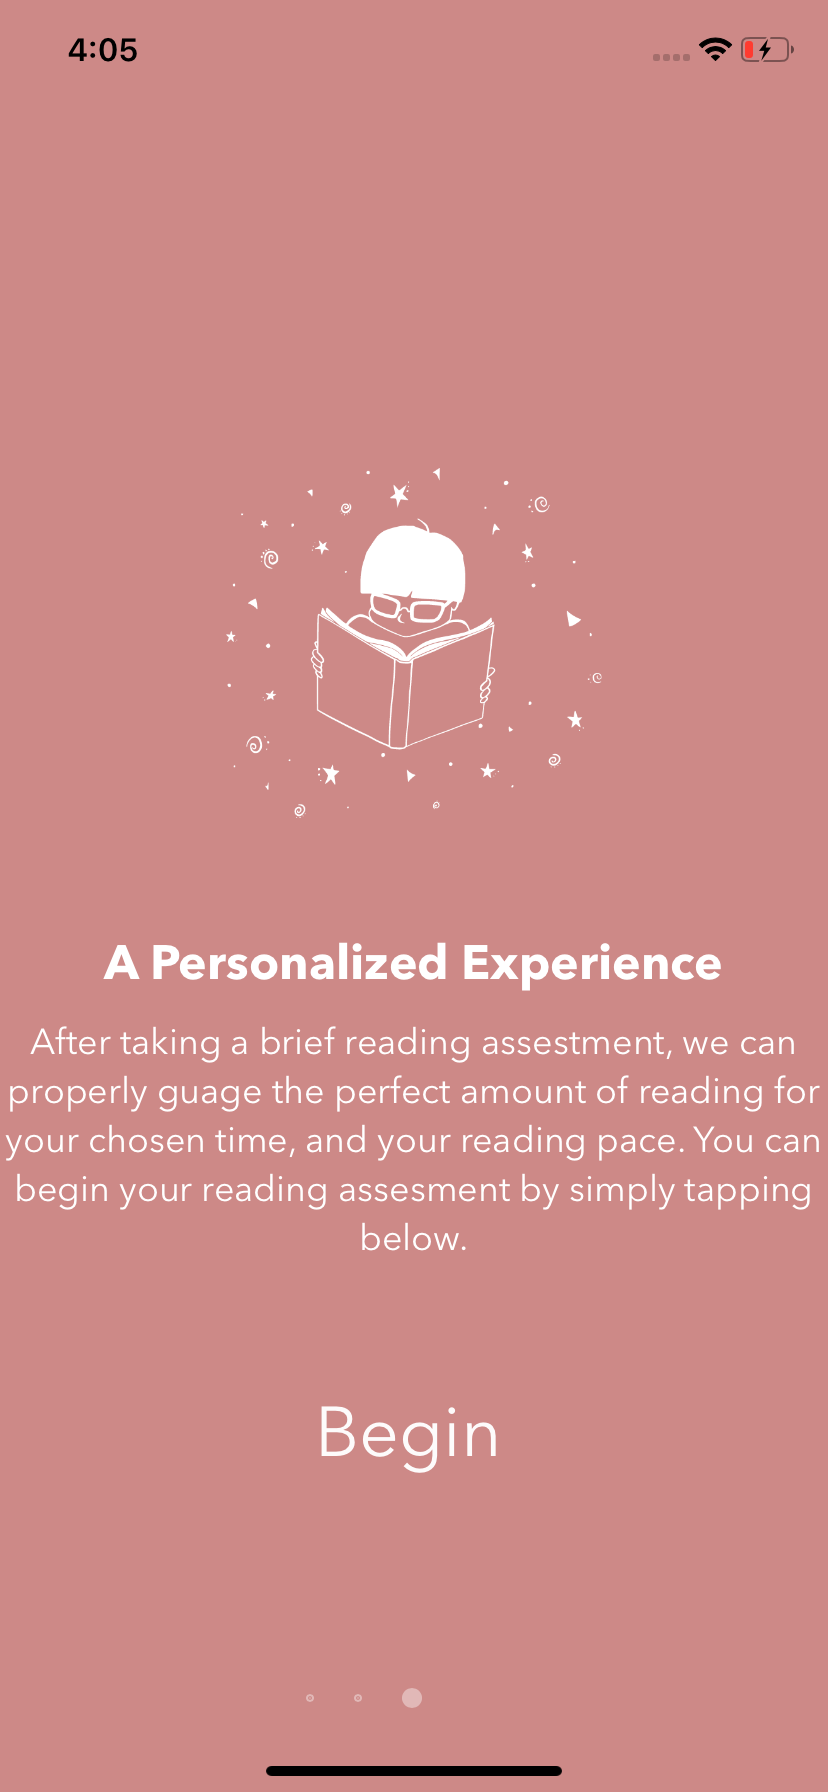 4:05
A Personalized Experience
After taking a brief reading assestment, we can
properly guage the perfect amount of reading for
your chosen time, and your reading pace. You can
begin your reading assesment by simply tapping
below.
Begin